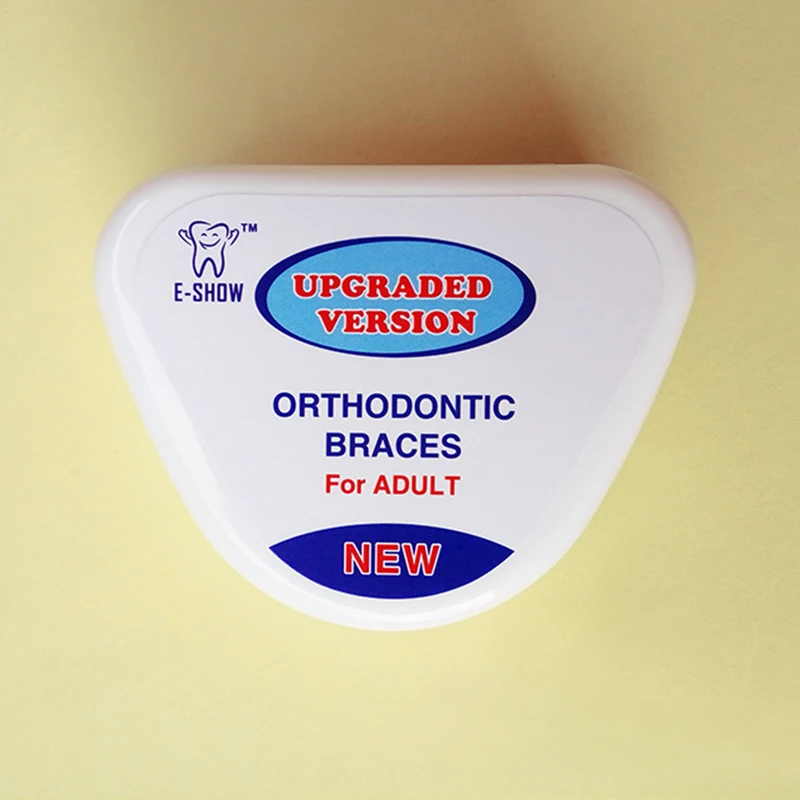 TM
E-SHOW
UPGRADED
VERSION
ORTHODONTIC
BRACES
For ADULT
NEW